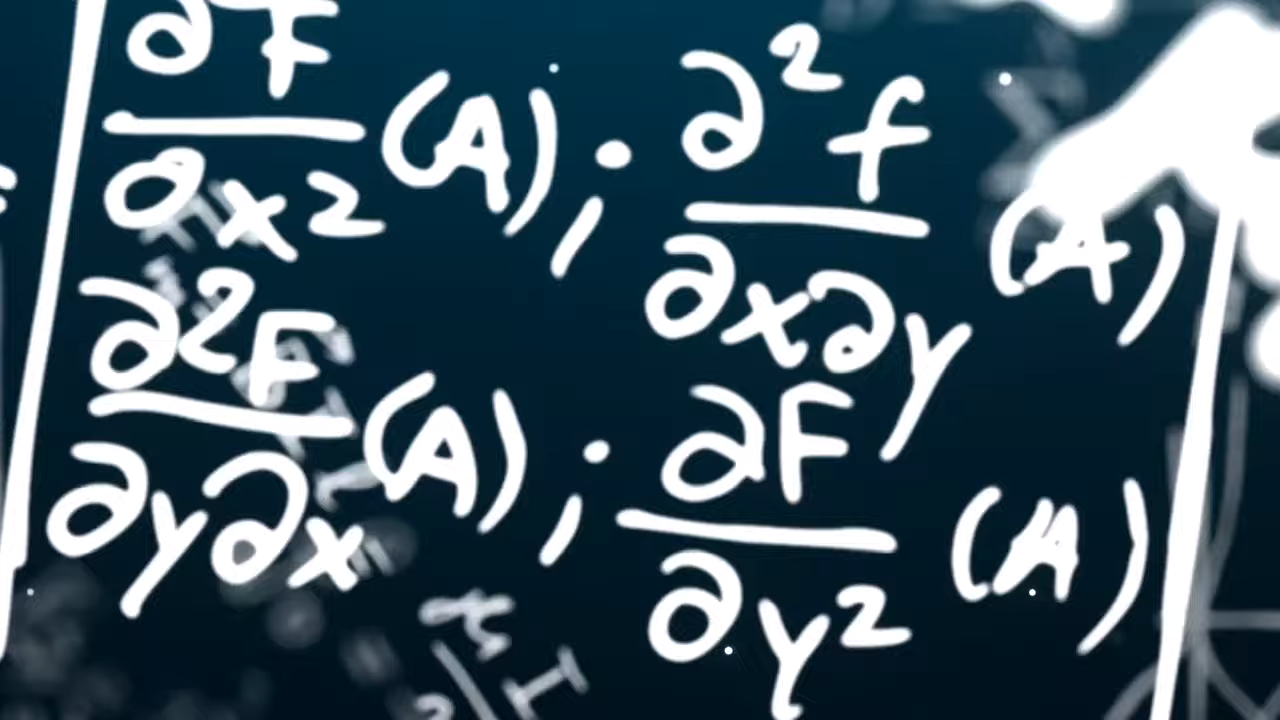 ∂F/∂x2 (A); ∂²f/∂x∂y (A)
∂²F/∂y∂x (A); ∂F/∂y² (A)